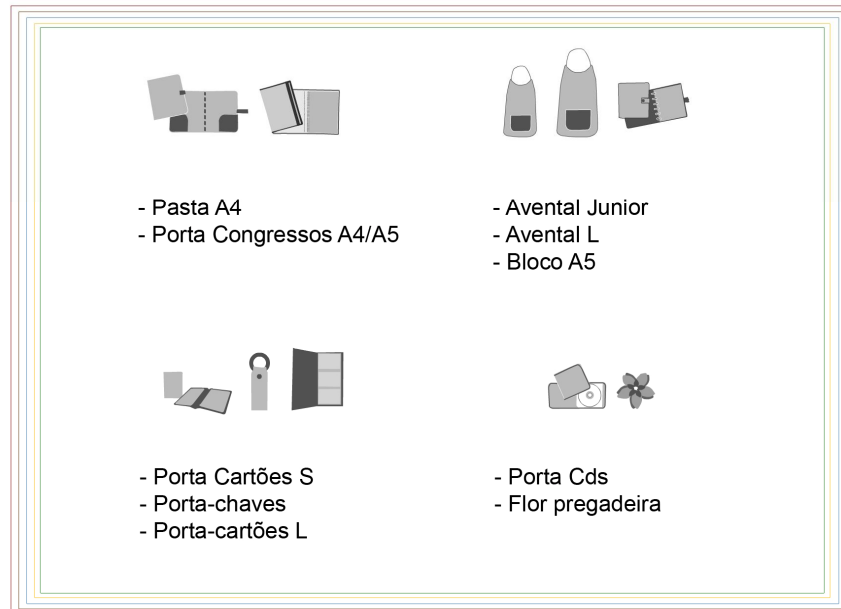 - Pasta A4
- Porta Congressos A4/A5
- Avental Junior
- Avental L
- Bloco A5
- Porta Cartões S
- Porta-chaves
- Porta-cartões L
- Porta Cds
- Flor pregadeira